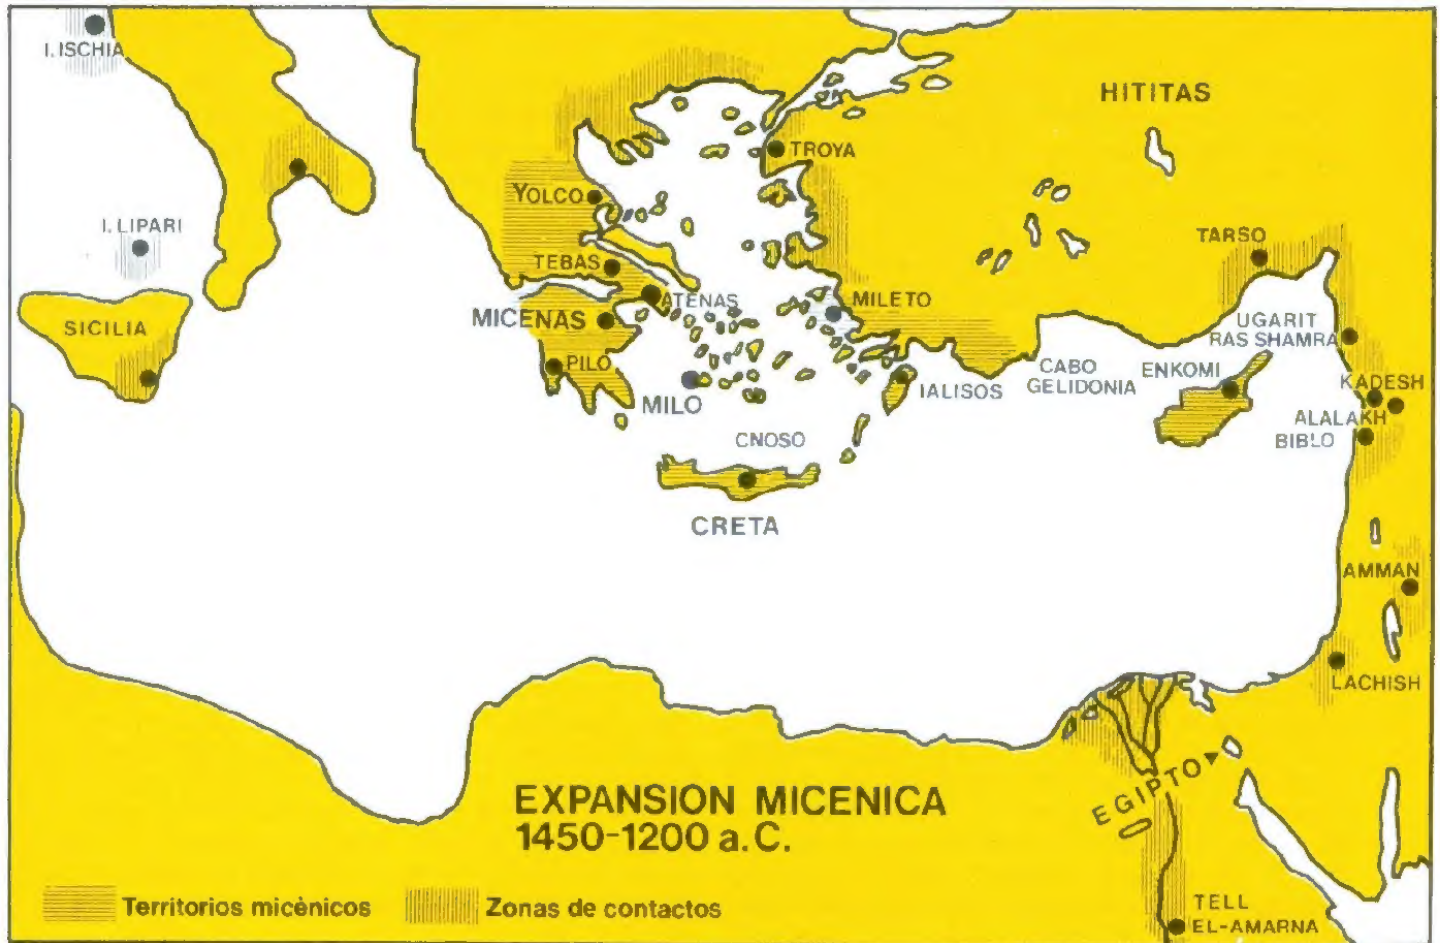 I. ISCHIA
HITITAS
TROYA
YOLCO
I. LIPARI
TARSO
TEBAS
ATENAS
MILETO
SICILIA
MICENAS
UGARIT
RAS SHAMRA
PILO
CABO
GELIDONIA
ENKOMI
IALISOS
KADESH
MILO
ALALAKH
CNOSO
BIBLO
CRETA
AMMAN
LACHISH
EGIPTO
EXPANSION MICENICA
1450-1200 a.C.
Territorios micènicos
Zonas de contactos
TELL
EL-AMARNA